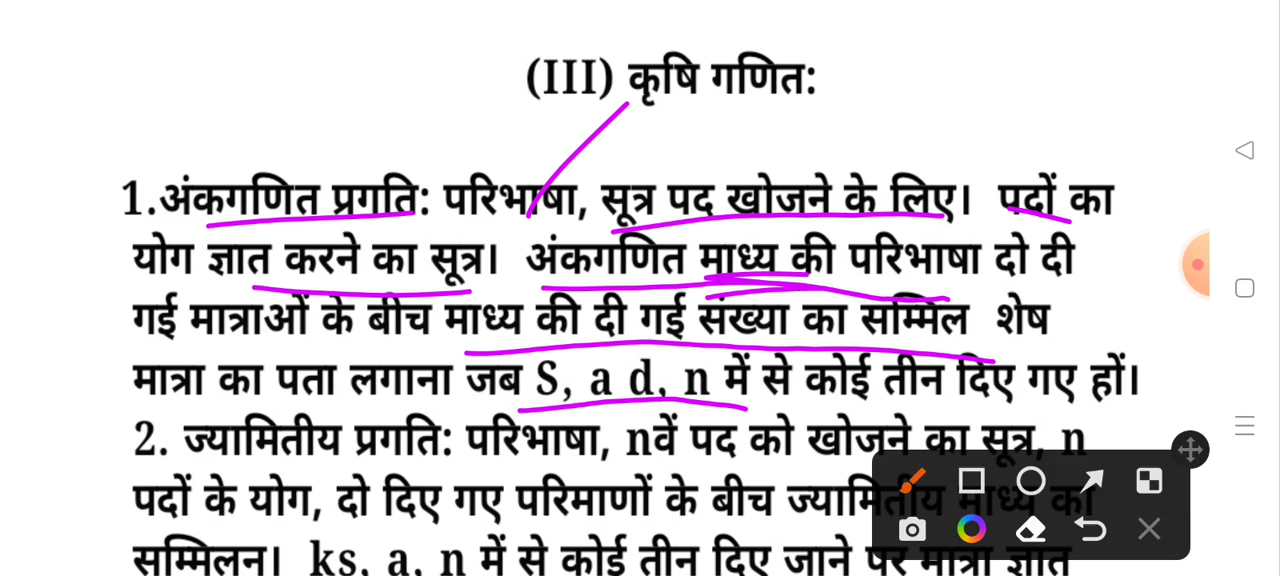 (III) कृषि गणित:
1.अंकगणित प्रगति: परिभाषा, सूत्र पद खोजने के लिए। पदों का
योग ज्ञात करने का सूत्र। अंकगणित माध्य की परिभाषा दो दी
गई मात्राओं के बीच माध्य की दी गई संख्या का सम्मिल शेष
मात्रा का पता लगाना जब S, a d, n में से कोई तीन दिए गए हों।
2. ज्यामितीय प्रगति: परिभाषा, nवें पद को खोजने का सूत्र, n
पदों के योग, दो दिए गए परिमाणों के बीच ज्यामितीय माध्य का
सम्मिलन। ks, a, n में से कोई तीन दिए जाने पर मात्रा ज्ञात